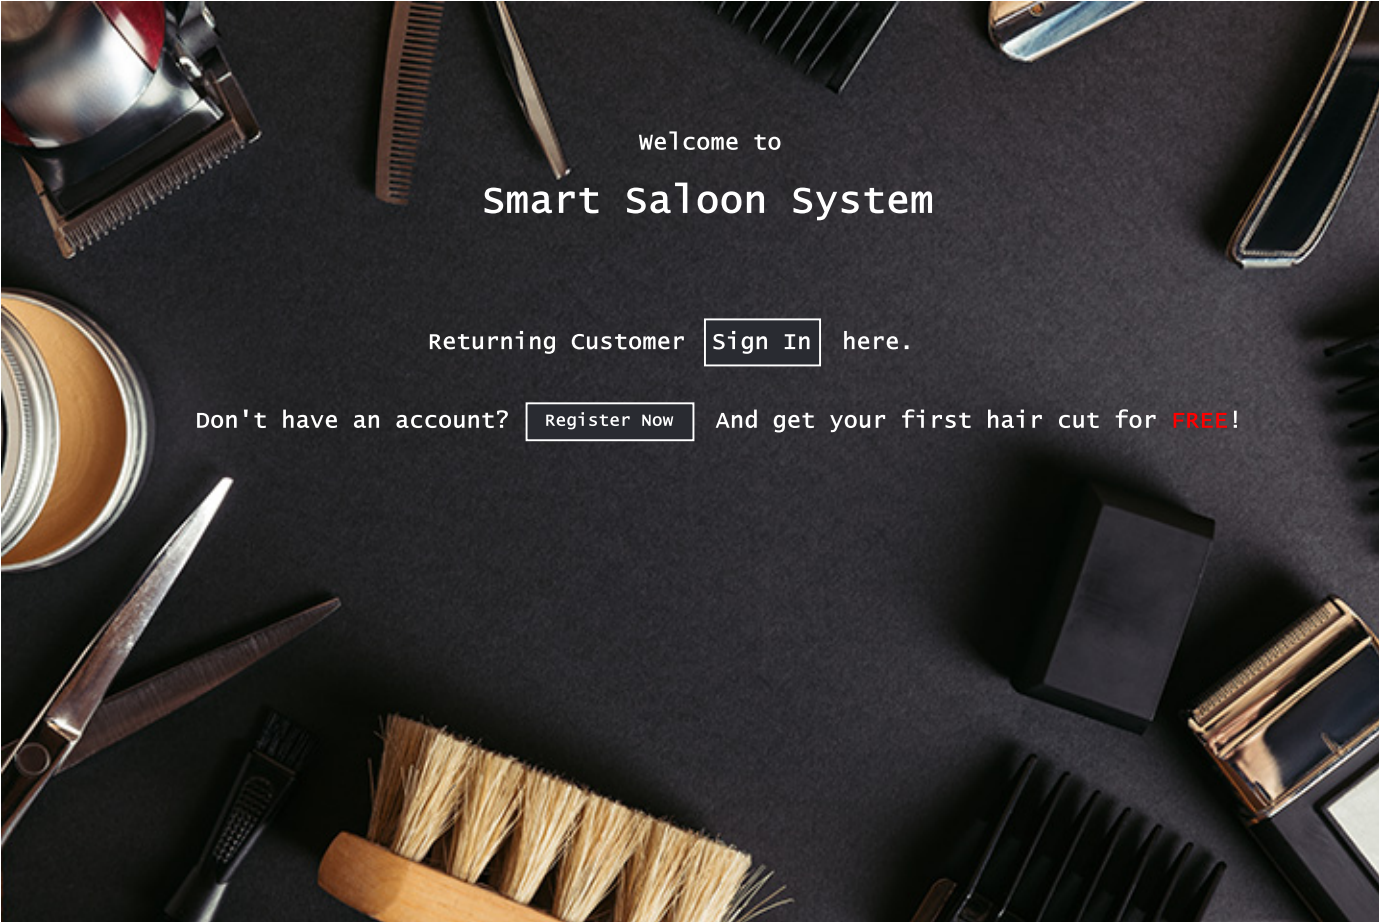 Welcome to
Smart Saloon System
Returning Customer Sign In here.
Don't have an account? Register Now And get your first hair cut for FREE!